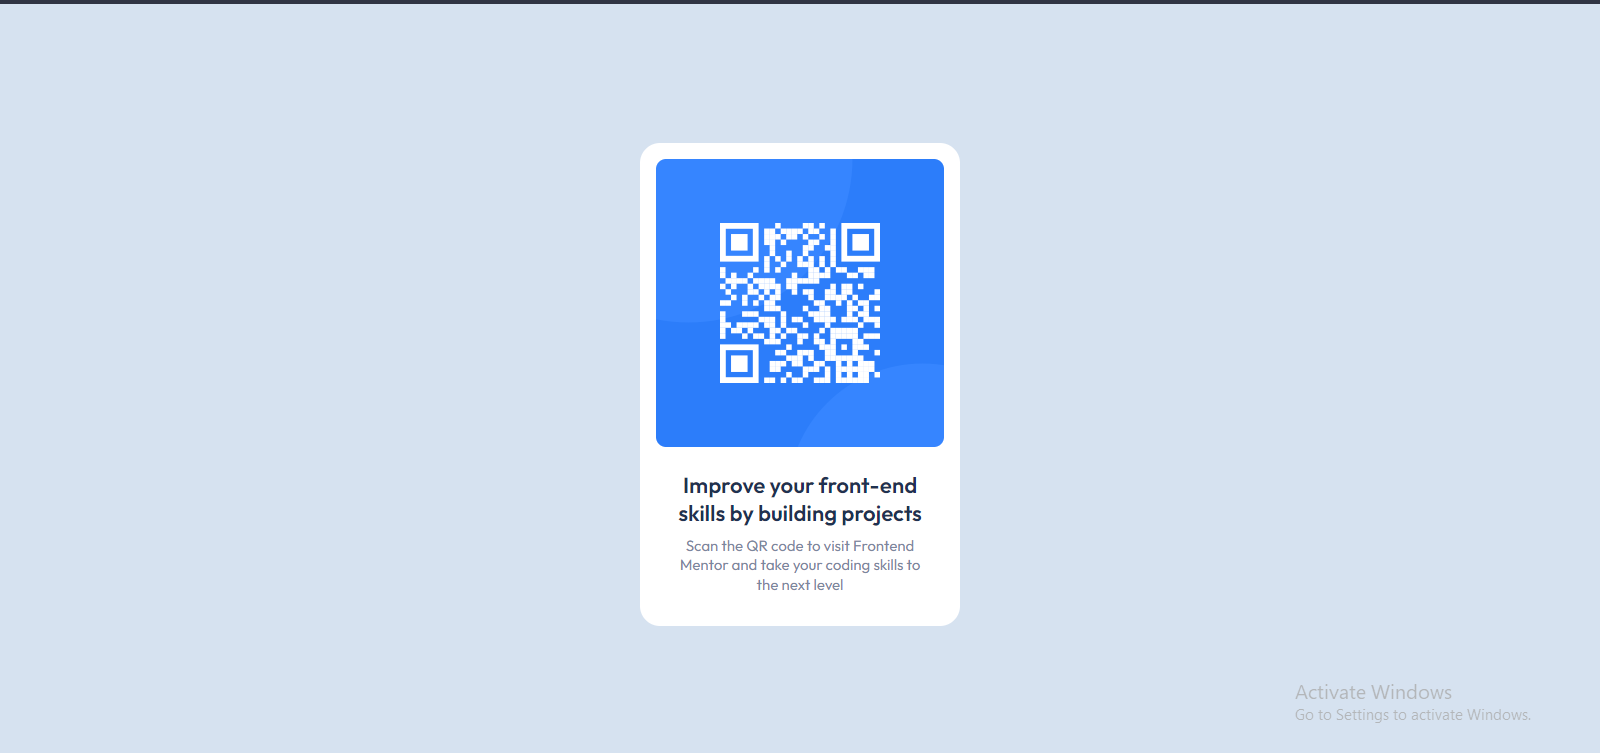 Improve your front-end
skills by building projects
Scan the QR code to visit Frontend
Mentor and take your coding skills to
the next level
Activate Windows
Go to Settings to activate Windows.